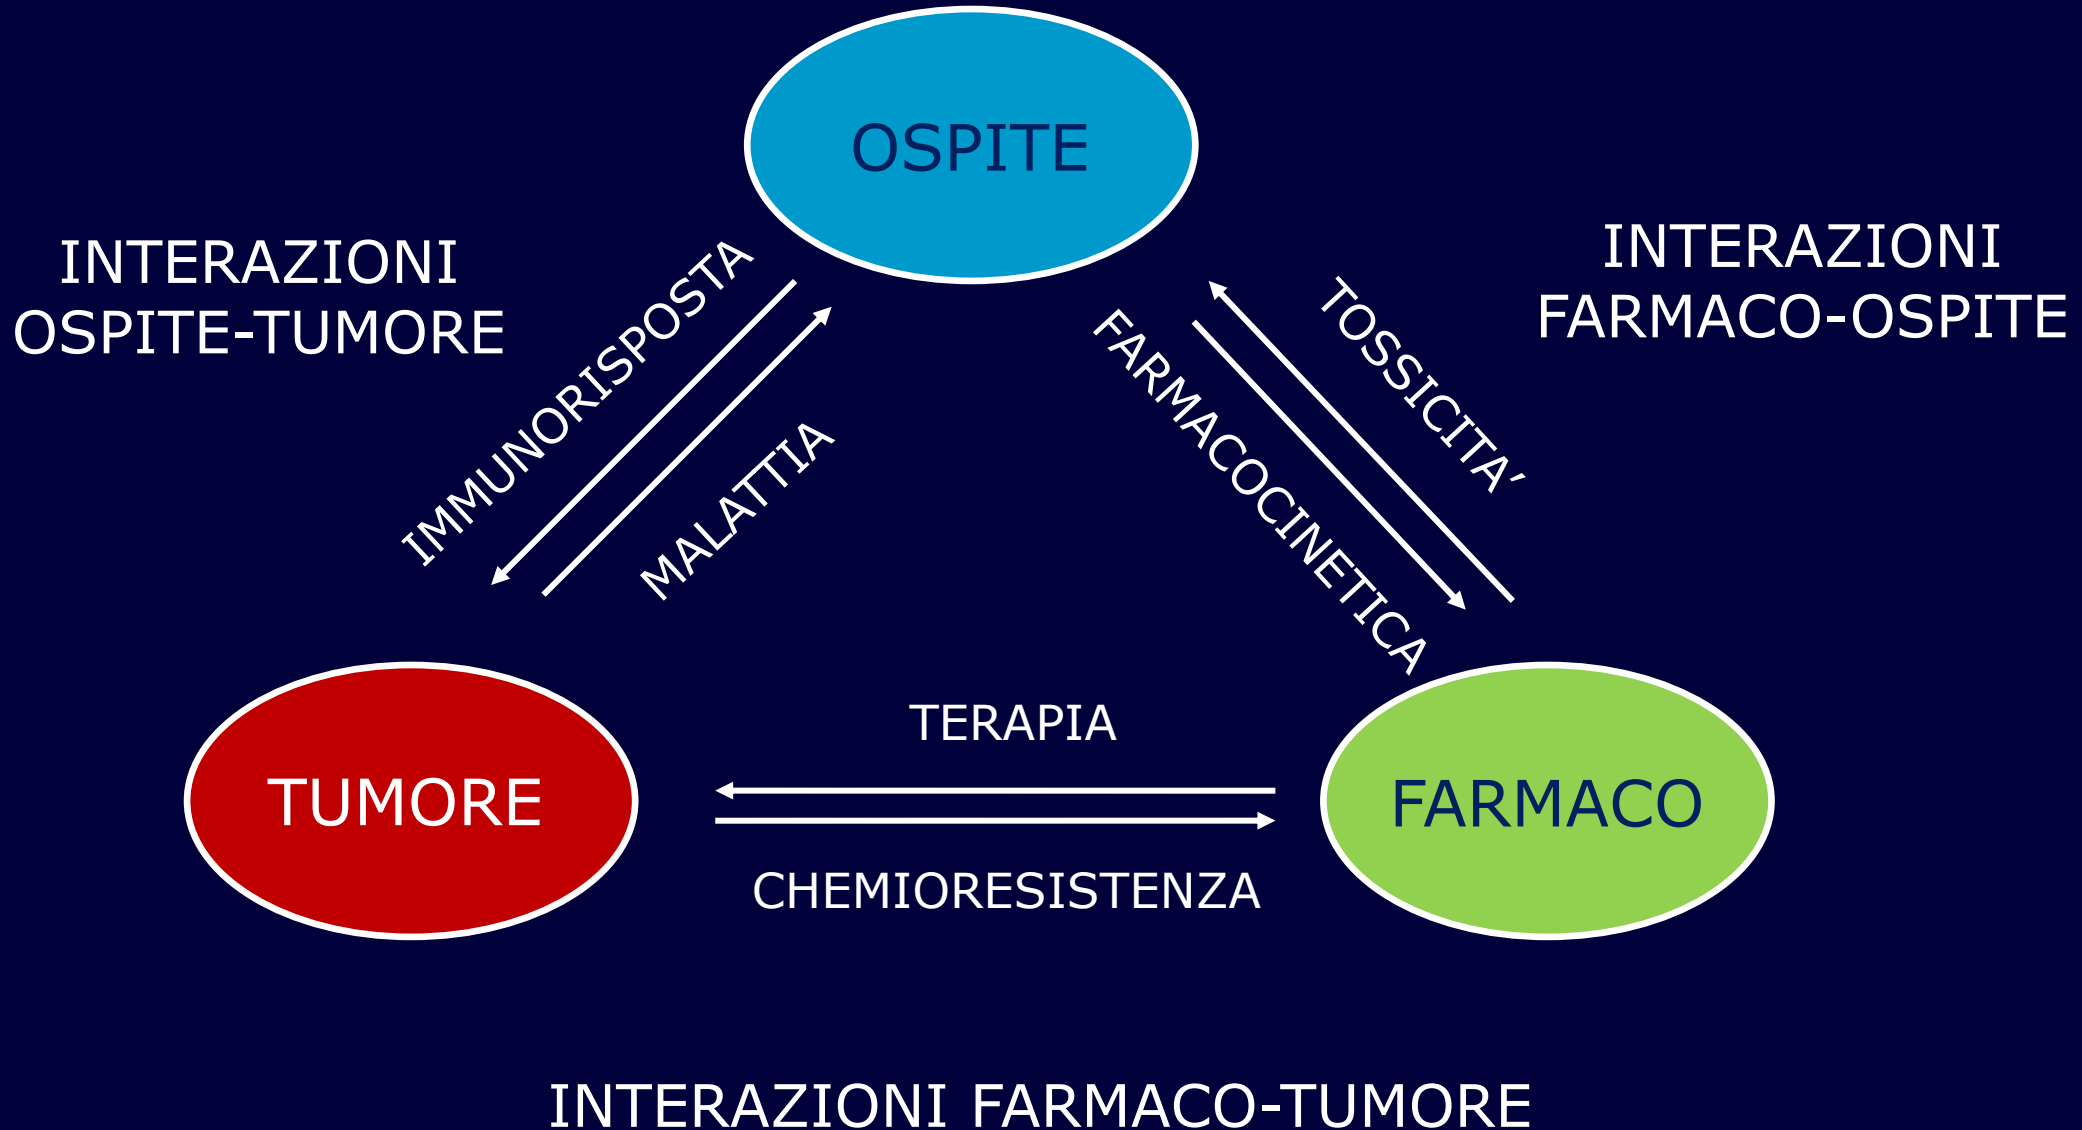 OSPITE
INTERAZIONI
OSPITE-TUMORE
INTERAZIONI
FARMACO-OSPITE
IMMUNORISPOSTA
MALATTIA
FARMACOCINETICA
TOSSICITA’
TUMORE
TERAPIA
CHEMIORESISTENZA
FARMACO
INTERAZIONI FARMACO-TUMORE